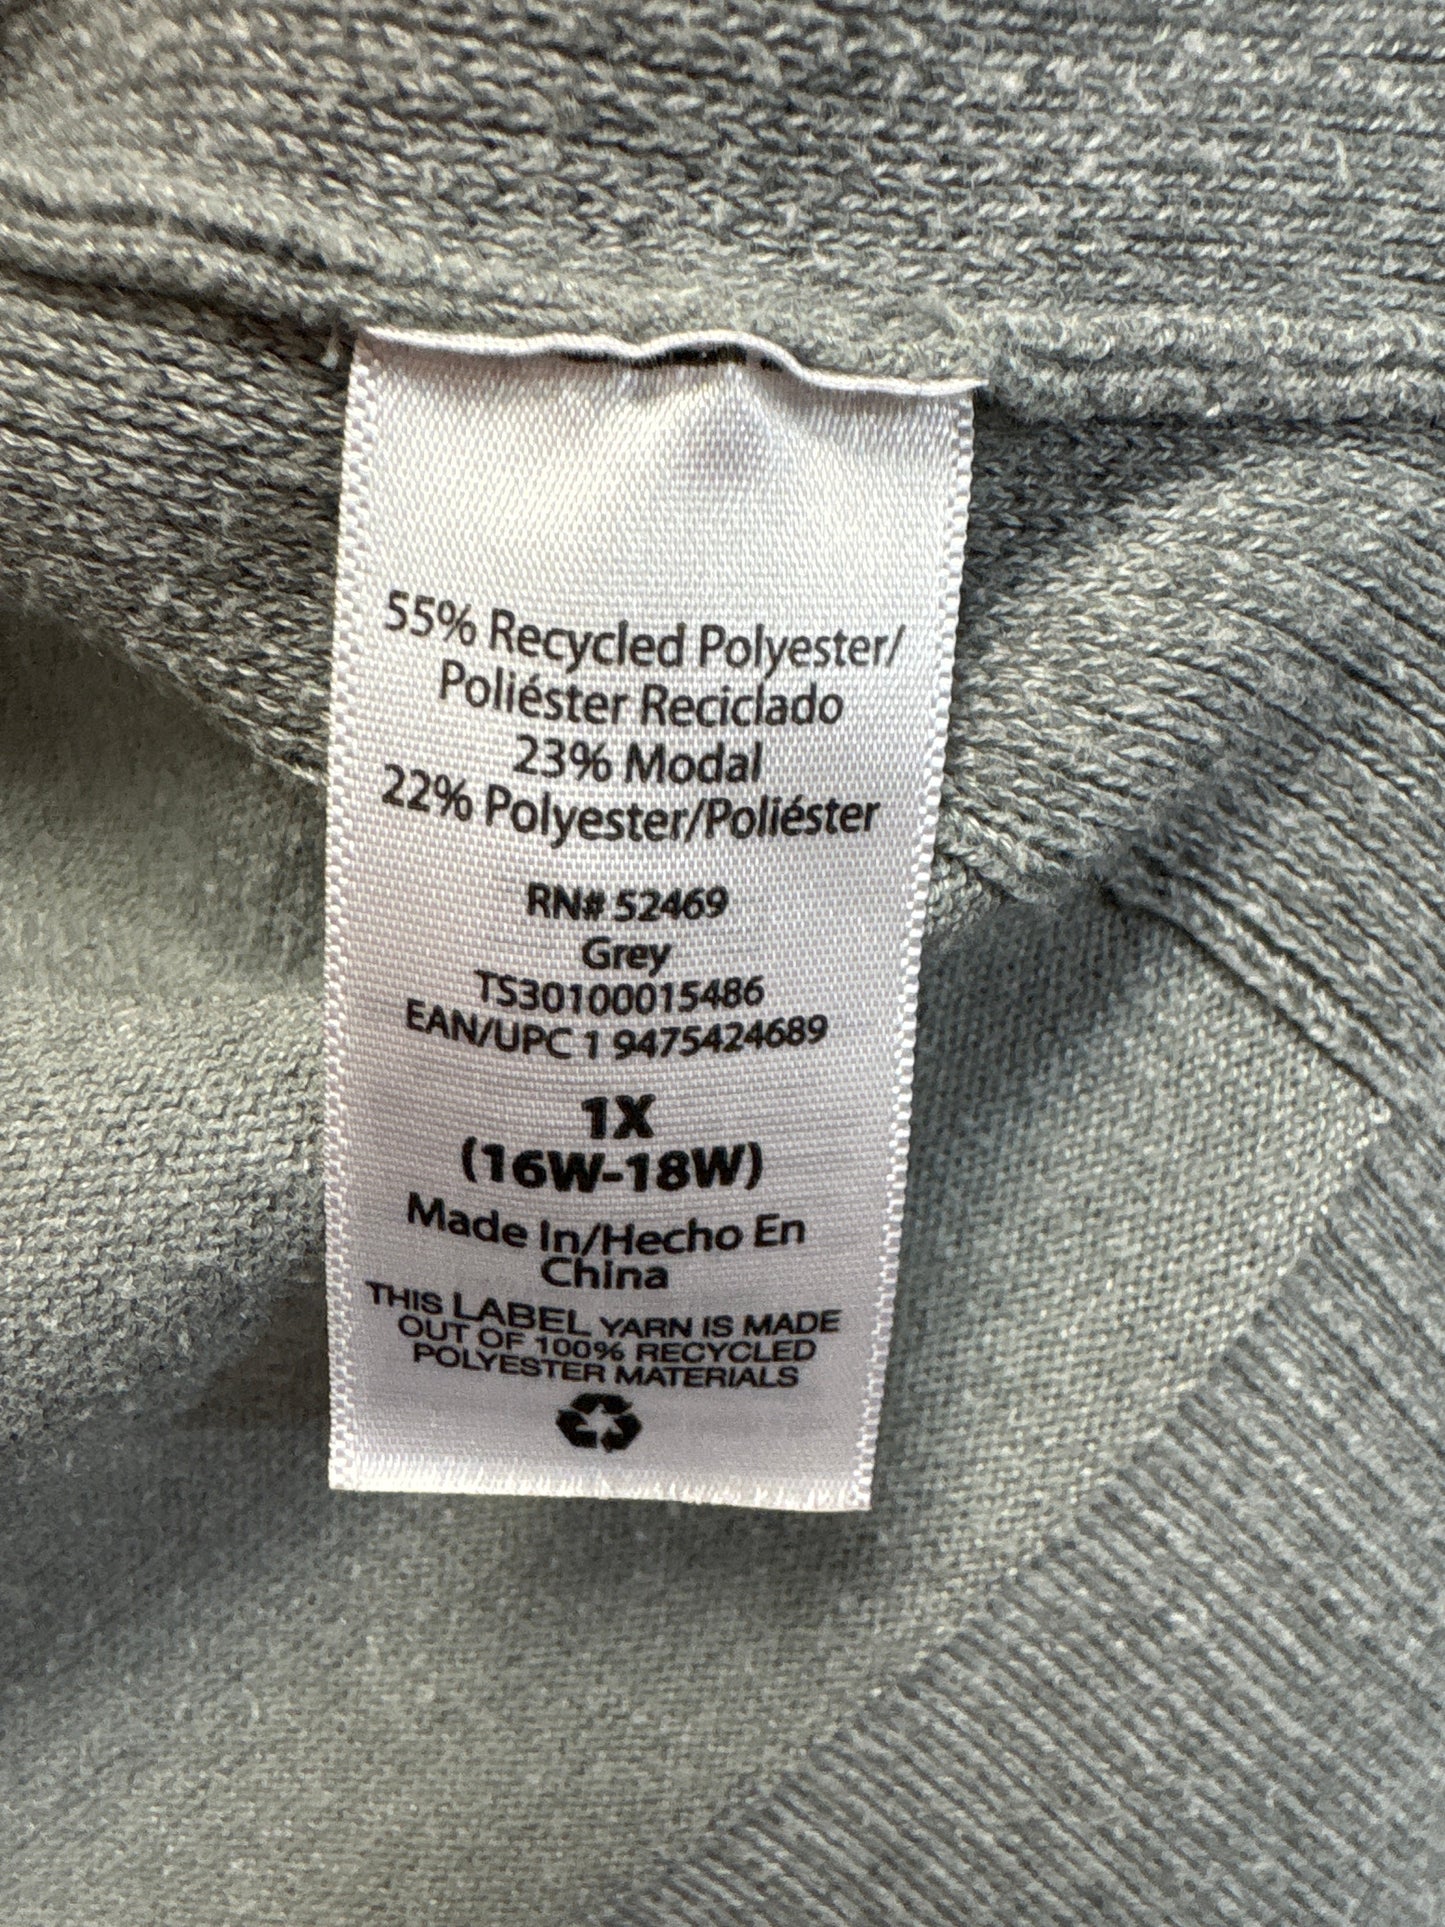 55% Recycled Polyester/
Poliéster Reciclado
23% Modal
22% Polyester/Poliéster
RN# 52469
Grey
TS30100015486
EAN/UPC 1 9475424689
1X
(16W-18W)
Made In/Hecho En
China
THIS LABEL YARN IS MADE
OUT OF 100% RECYCLED
POLYESTER MATERIALS